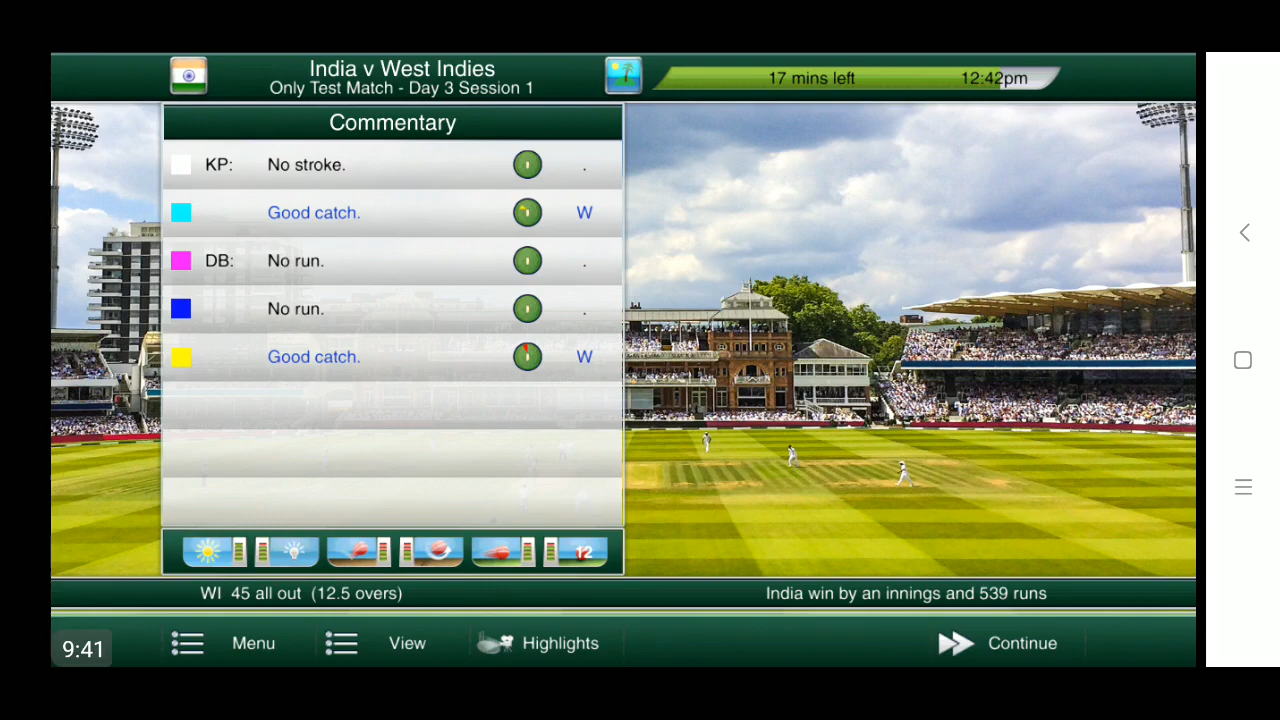 India v West Indies
Only Test Match - Day 3 Session 1
17 mins left 12:42pm
Commentary
KP: No stroke. .
Good catch. W
DB: No run. .
No run. .
Good catch. W
12
WI 45 all out (12.5 overs)
India win by an innings and 539 runs
Menu View Highlights Continue
9:41